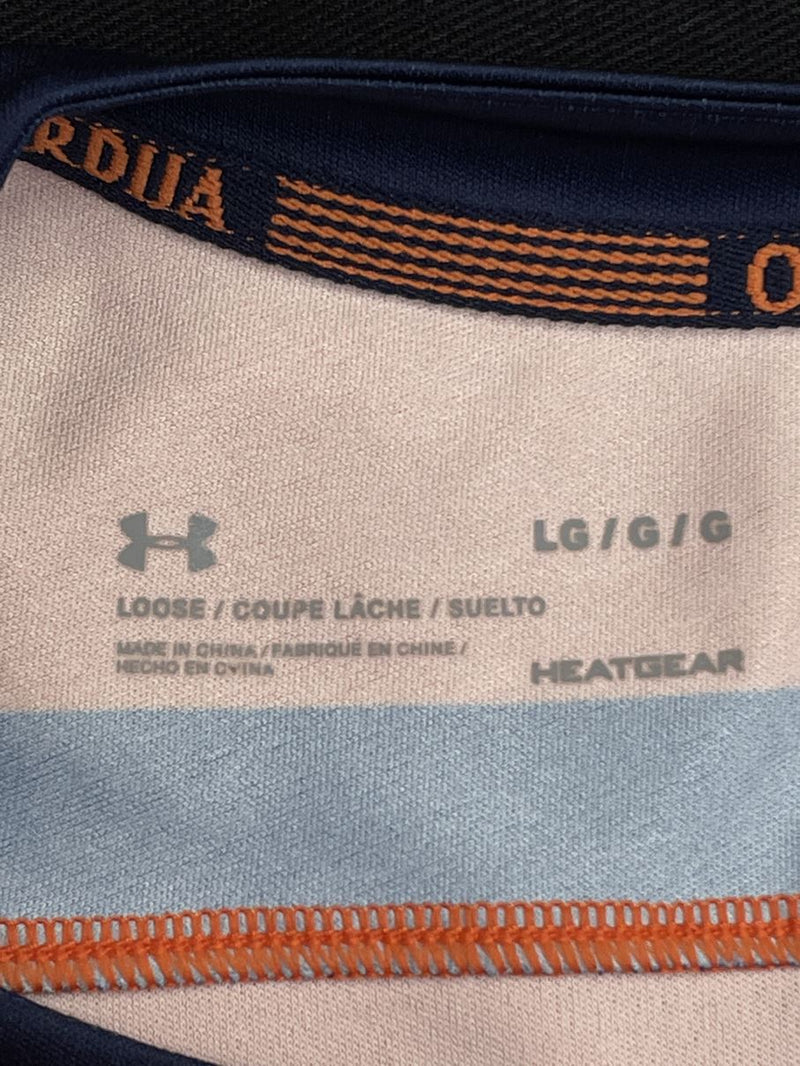 RDUA O
LG / G / G
LOOSE / COUPE LÂCHE / SUELTO
MADE IN CHINA / FABRIQUÉ EN CHINE /
HECHO EN CHINA
HEATGEAR